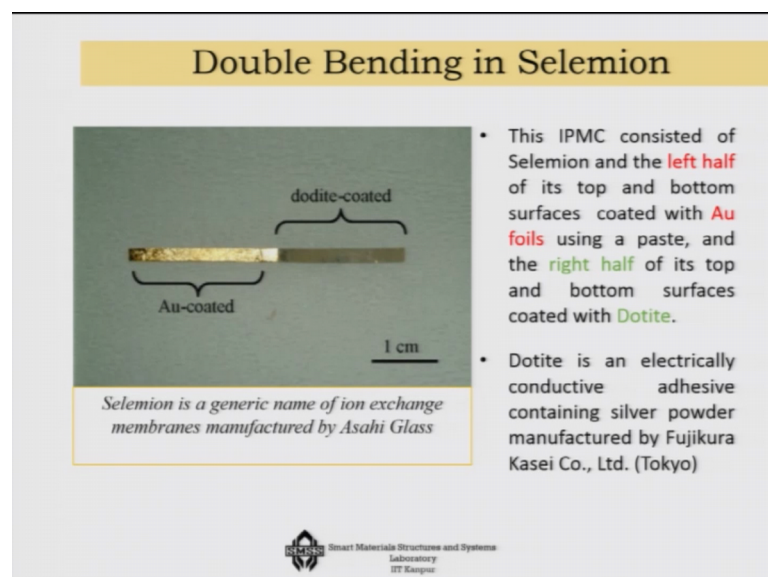 Double Bending in Selemion
dodite-coated
Au-coated
1 cm
Selemion is a generic name of ion exchange
membranes manufactured by Asahi Glass
• This IPMC consisted of
Selemion and the left half
of its top and bottom
surfaces coated with Au
foils using a paste, and
the right half of its top
and bottom surfaces
coated with Dotite.
• Dotite is an electrically
conductive adhesive
containing silver powder
manufactured by Fujikura
Kasei Co., Ltd. (Tokyo)
SMSS
Smart Materials Structures and Systems
Laboratory
IIT Kanpur